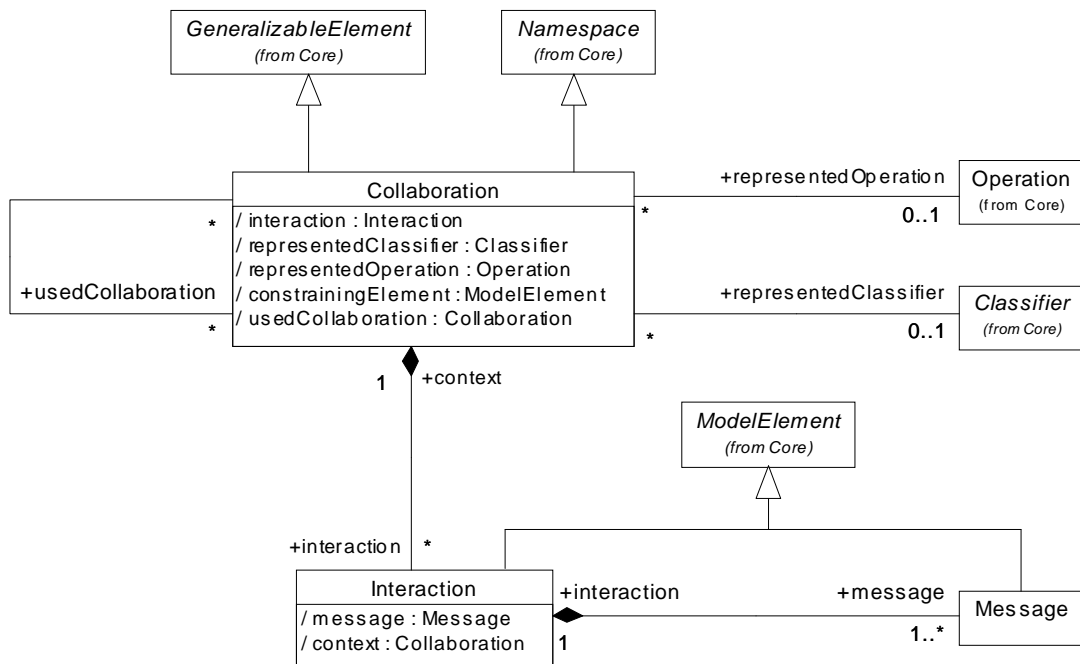 GeneralizableElement
(from Core)
Namespace
(from Core)
Collaboration
/ interaction : Interaction
/ representedClassifier : Classifier
/ representedOperation : Operation
/ constrainingElement : ModelElement
/ usedCollaboration : Collaboration
*
+usedCollaboration
*
+representedOperation
*
0..1
Operation
(from Core)
+representedClassifier
*
0..1
Classifier
(from Core)
1
+context
ModelElement
(from Core)
+interaction
*
Interaction
/ message : Message
/ context : Collaboration
+interaction
1
+message
1..*
Message